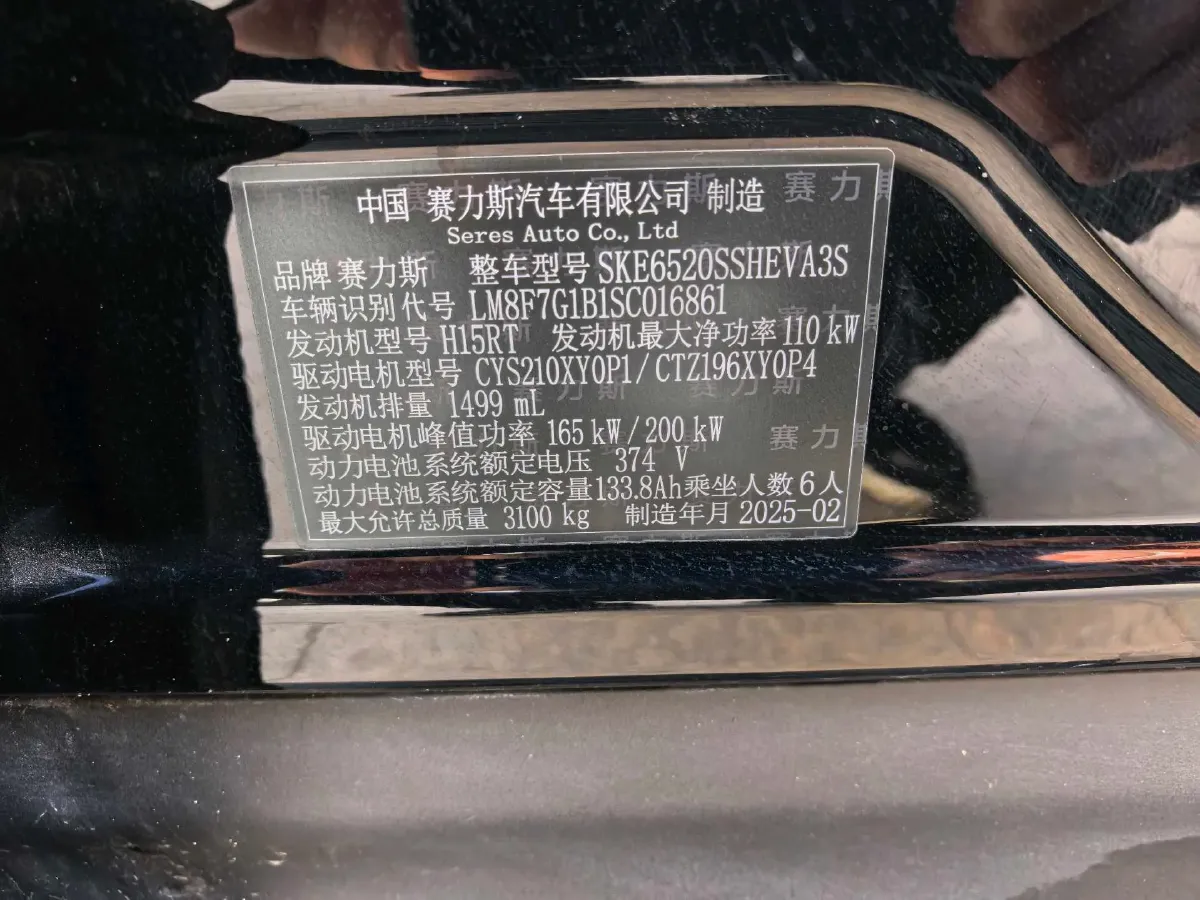 中国 赛力斯汽车有限公司 制造
Seres Auto Co., Ltd
品牌 赛力斯 整车型号 SKE6520SSHEVA3S
车辆识别代号 LM8F7G1B1SC016861
发动机型号 H15RT 发动机最大净功率 110 kW
驱动电机型号 CYS210XY0P1 / CTZ196XY0P4
发动机排量 1499 mL
驱动电机峰值功率 165 kW / 200 kW
动力电池系统额定电压 374 V
动力电池系统额定容量 133.8Ah 乘坐人数 6 人
最大允许总质量 3100 kg 制造年月 2025-02